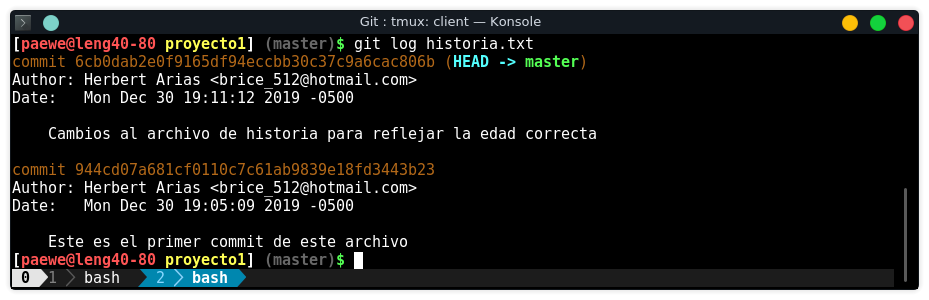 Git : tmux: client — Konsole
[paewe@leng40-80 proyecto1] (master)$ git log historia.txt
commit 6cb0dab2e0f9165df94eccbb30c37c9a6cac806b (HEAD -> master)
Author: Herbert Arias <brice_512@hotmail.com>
Date:   Mon Dec 30 19:11:12 2019 -0500
    Cambios al archivo de historia para reflejar la edad correcta
commit 944cd07a681cf0110c7c61ab9839e18fd3443b23
Author: Herbert Arias <brice_512@hotmail.com>
Date:   Mon Dec 30 19:05:09 2019 -0500
    Este es el primer commit de este archivo
[paewe@leng40-80 proyecto1] (master)$
0 1 bash 2 bash